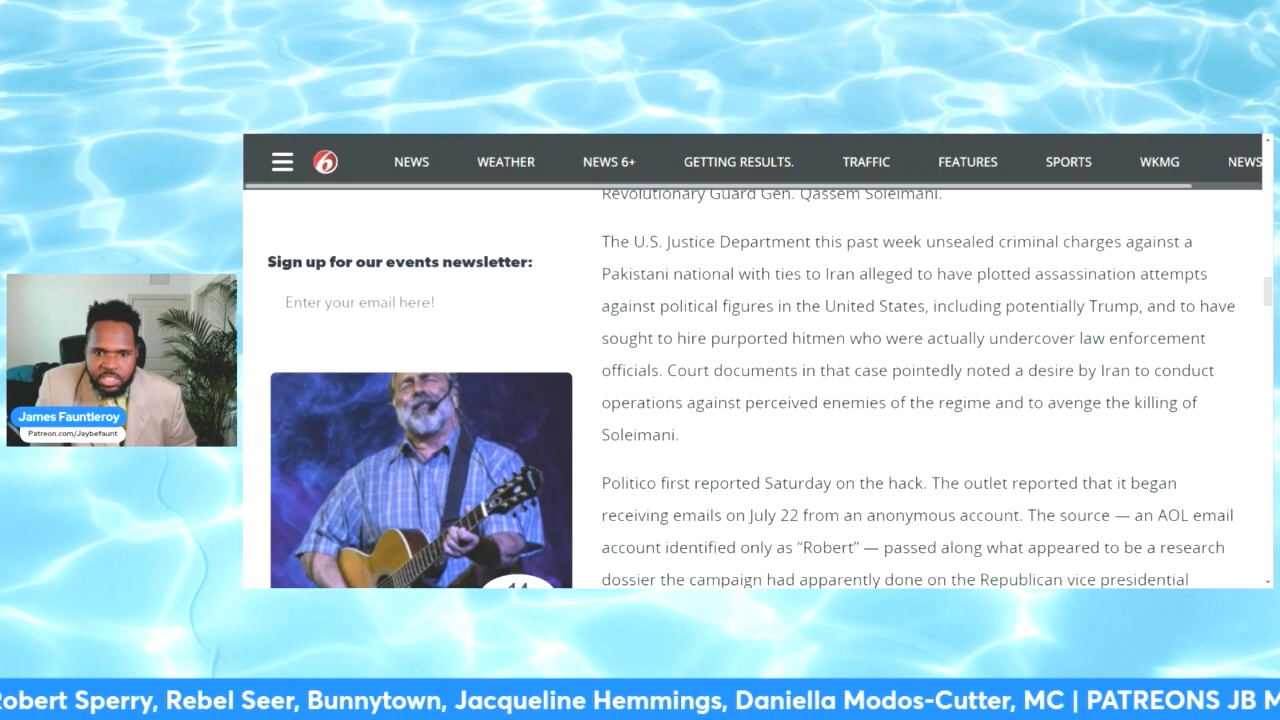 6
NEWS
WEATHER
NEWS 6+
GETTING RESULTS.
TRAFFIC
FEATURES
SPORTS
WKMG
NEWS
Revolutionary Guard Gen. Qassem Soleimani.
Sign up for our events newsletter:
Enter your email here!
The U.S. Justice Department this past week unsealed criminal charges against a
Pakistani national with ties to Iran alleged to have plotted assassination attempts
against political figures in the United States, including potentially Trump, and to have
sought to hire purported hitmen who were actually undercover law enforcement
officials. Court documents in that case pointedly noted a desire by Iran to conduct
operations against perceived enemies of the regime and to avenge the killing of
Soleimani.
Politico first reported Saturday on the hack. The outlet reported that it began
receiving emails on July 22 from an anonymous account. The source — an AOL email
account identified only as “Robert” — passed along what appeared to be a research
dossier the campaign had apparently done on the Republican vice presidential
James Fauntleroy
Patreon.com/Jaybefaunt
Robert Sperry, Rebel Seer, Bunnytown, Jacqueline Hemmings, Daniella Modos-Cutter, MC | PATREONS JB M